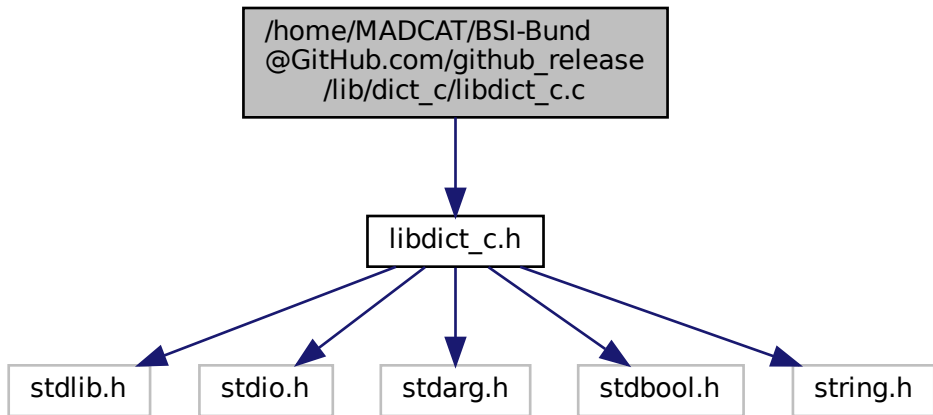 /home/MADCAT/BSI-Bund
@GitHub.com/github_release
/lib/dict_c/libdict_c.c
libdict_c.h
stdlib.h
stdio.h
stdarg.h
stdbool.h
string.h